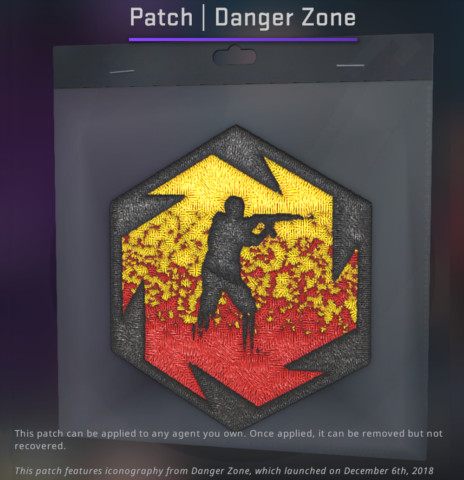 Patch | Danger Zone
This patch can be applied to any agent you own. Once applied, it can be removed but not
recovered.
This patch features iconography from Danger Zone, which launched on December 6th, 2018